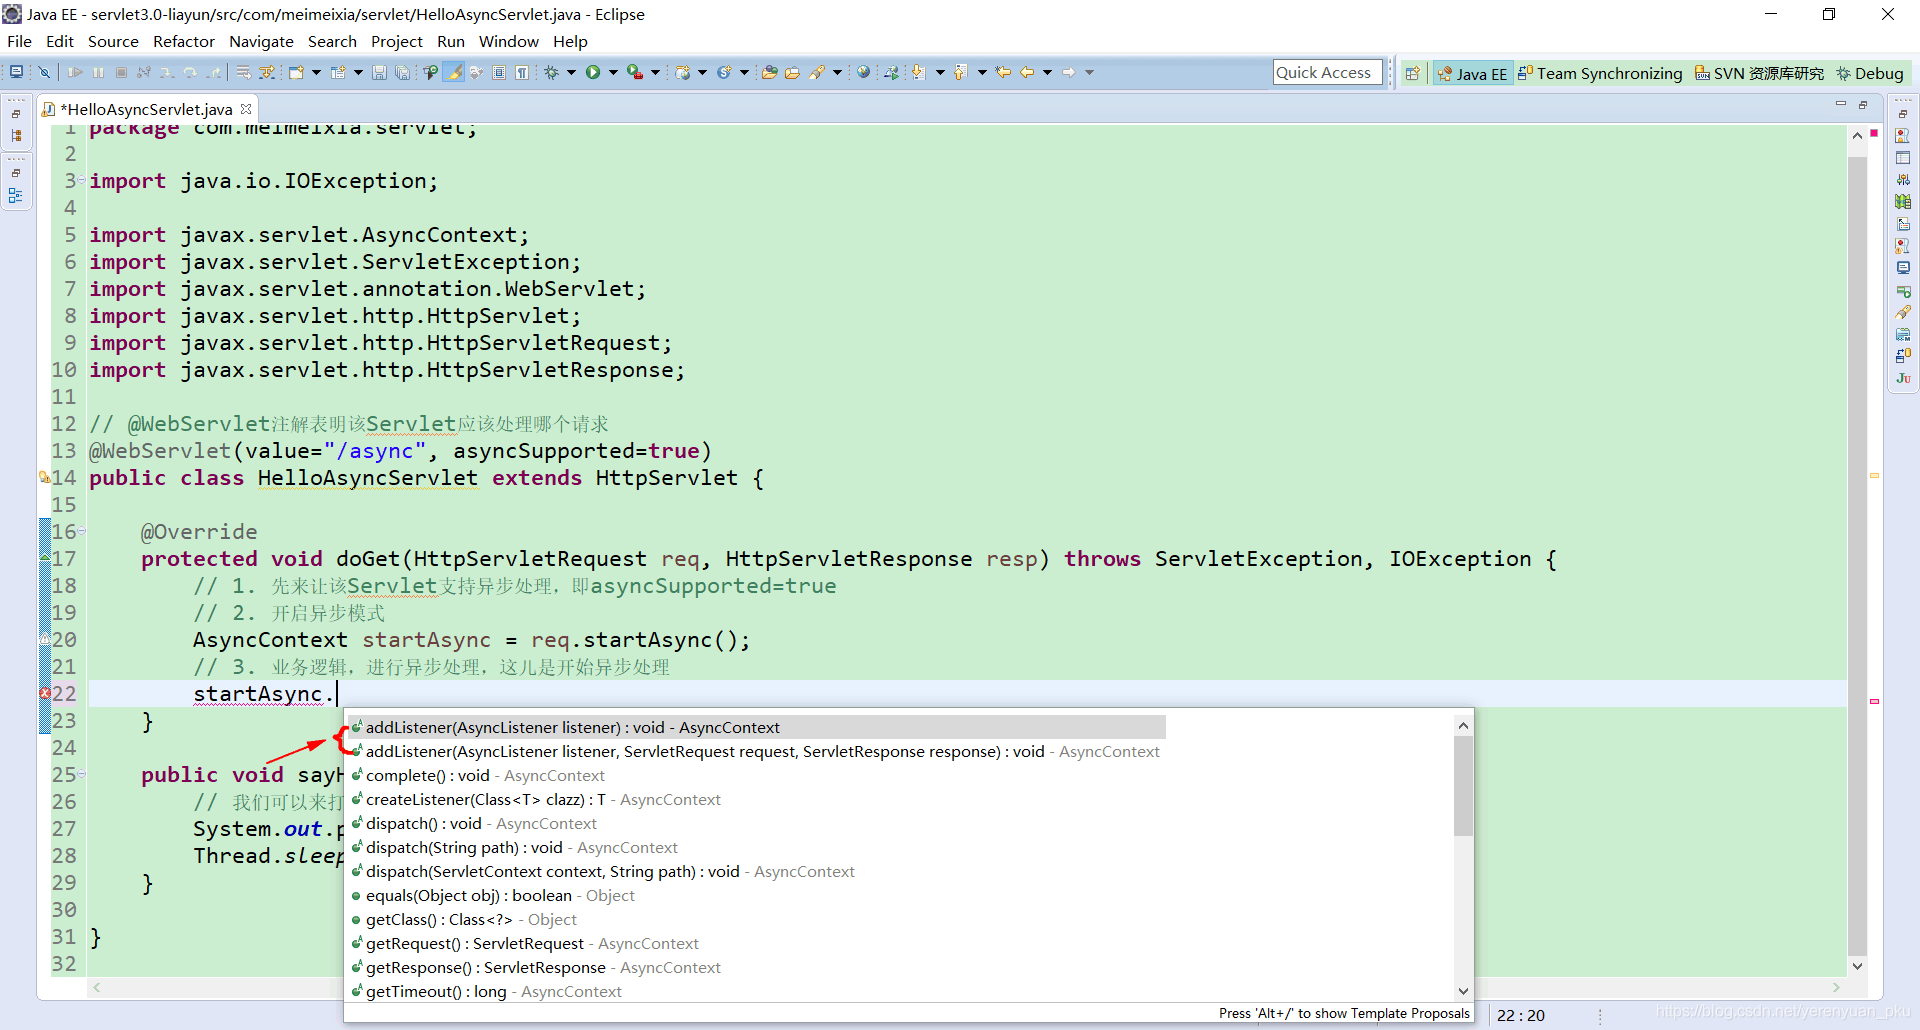 Java EE - servlet3.0-liayun/src/com/meimeixia/servlet/HelloAsyncServlet.java - Eclipse
File Edit Source Refactor Navigate Search Project Run Window Help
Quick Access
Java EE
Team Synchronizing
SVN 资源库研究
Debug
*HelloAsyncServlet.java
1 package com.meimeixia.servlet;
2
3 import java.io.IOException;
4
5 import javax.servlet.AsyncContext;
6 import javax.servlet.ServletException;
7 import javax.servlet.annotation.WebServlet;
8 import javax.servlet.http.HttpServlet;
9 import javax.servlet.http.HttpServletRequest;
10 import javax.servlet.http.HttpServletResponse;
11
12 // @WebServlet注解表明该Servlet应该处理哪个请求
13 @WebServlet(value="/async", asyncSupported=true)
14 public class HelloAsyncServlet extends HttpServlet {
15
16 @Override
17 protected void doGet(HttpServletRequest req, HttpServletResponse resp) throws ServletException, IOException {
18 // 1. 先来让该Servlet支持异步处理，即asyncSupported=true
19 // 2. 开启异步模式
20 AsyncContext startAsync = req.startAsync();
21 // 3. 业务逻辑，进行异步处理，这儿是开始异步处理
22 startAsync.
23 }
24
25 public void sayH
26 // 我们可以来打
27 System.out.p
28 Thread.sleep
29 }
30
31 }
32
addListener(AsyncListener listener) : void - AsyncContext
addListener(AsyncListener listener, ServletRequest request, ServletResponse response) : void - AsyncContext
complete() : void - AsyncContext
createListener(Class<T> clazz) : T - AsyncContext
dispatch() : void - AsyncContext
dispatch(String path) : void - AsyncContext
dispatch(ServletContext context, String path) : void - AsyncContext
equals(Object obj) : boolean - Object
getClass() : Class<?> - Object
getRequest() : ServletRequest - AsyncContext
getResponse() : ServletResponse - AsyncContext
getTimeout() : long - AsyncContext
Press 'Alt+/' to show Template Proposals
22 : 20
https://blog.csdn.net/yerenyuan_pku